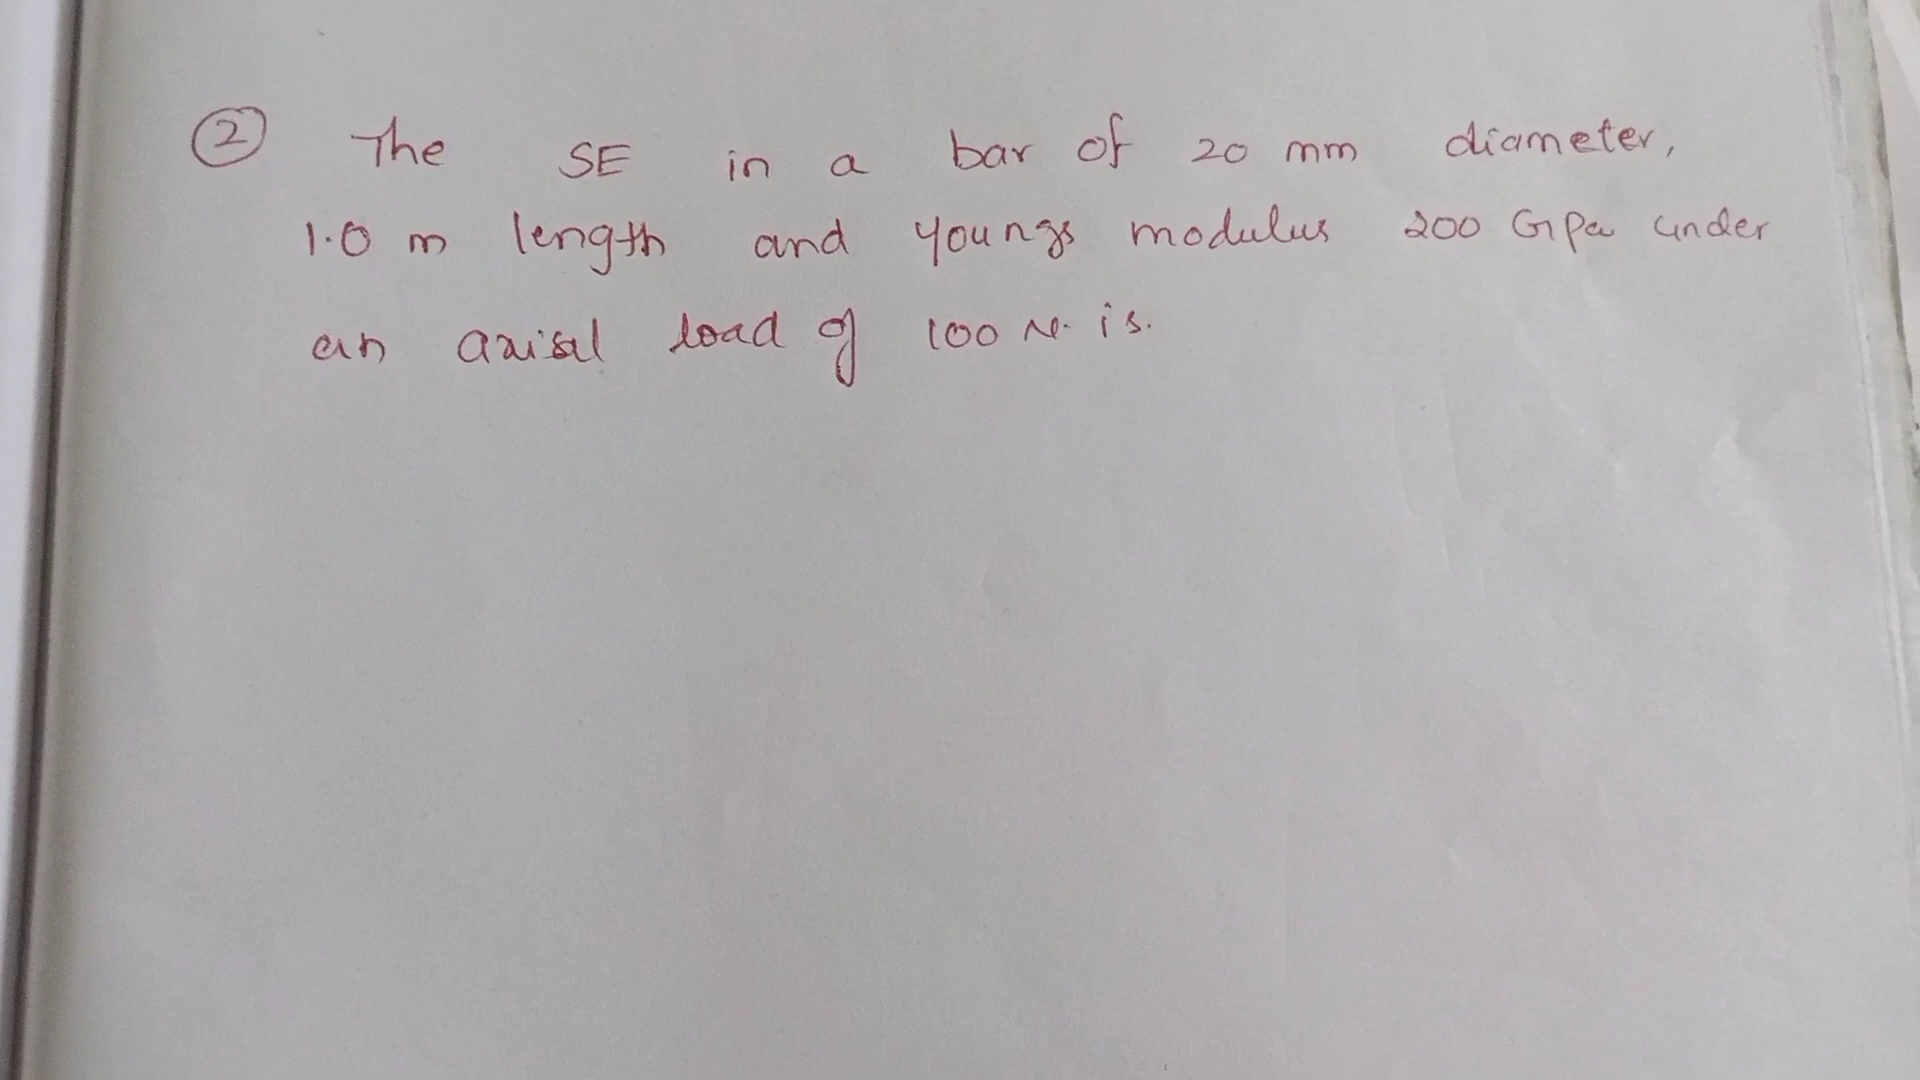 ② The SE in a bar of 20 mm diameter,
1.0 m length and youngs modulus 200 Gpa under
an axial load of 100 N. is.